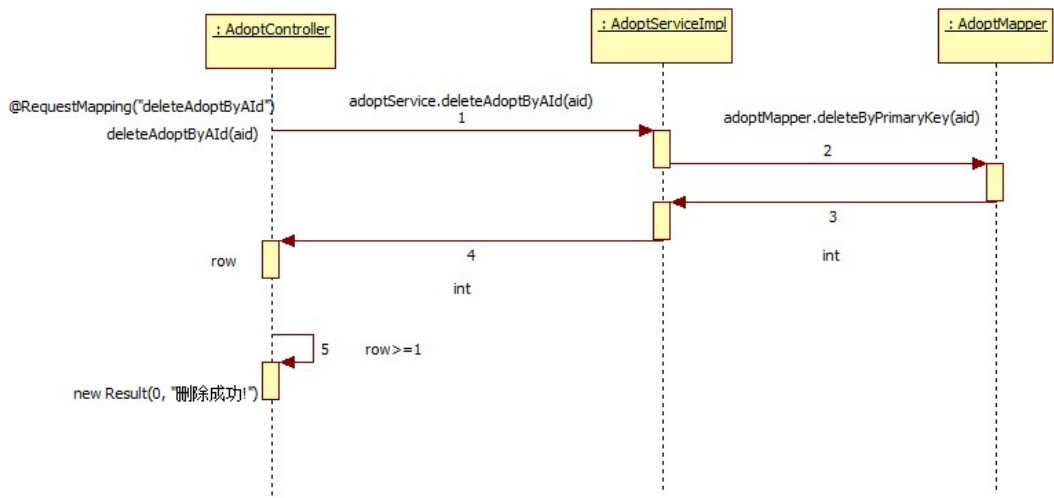 : AdoptController
: AdoptServiceImpl
: AdoptMapper
@RequestMapping("deleteAdoptByAId")
deleteAdoptByAId(aid)
adoptService.deleteAdoptByAId(aid)
1
adoptMapper.deleteByPrimaryKey(aid)
2
3
int
4
int
row
5
row>=1
new Result(0, "删除成功!")